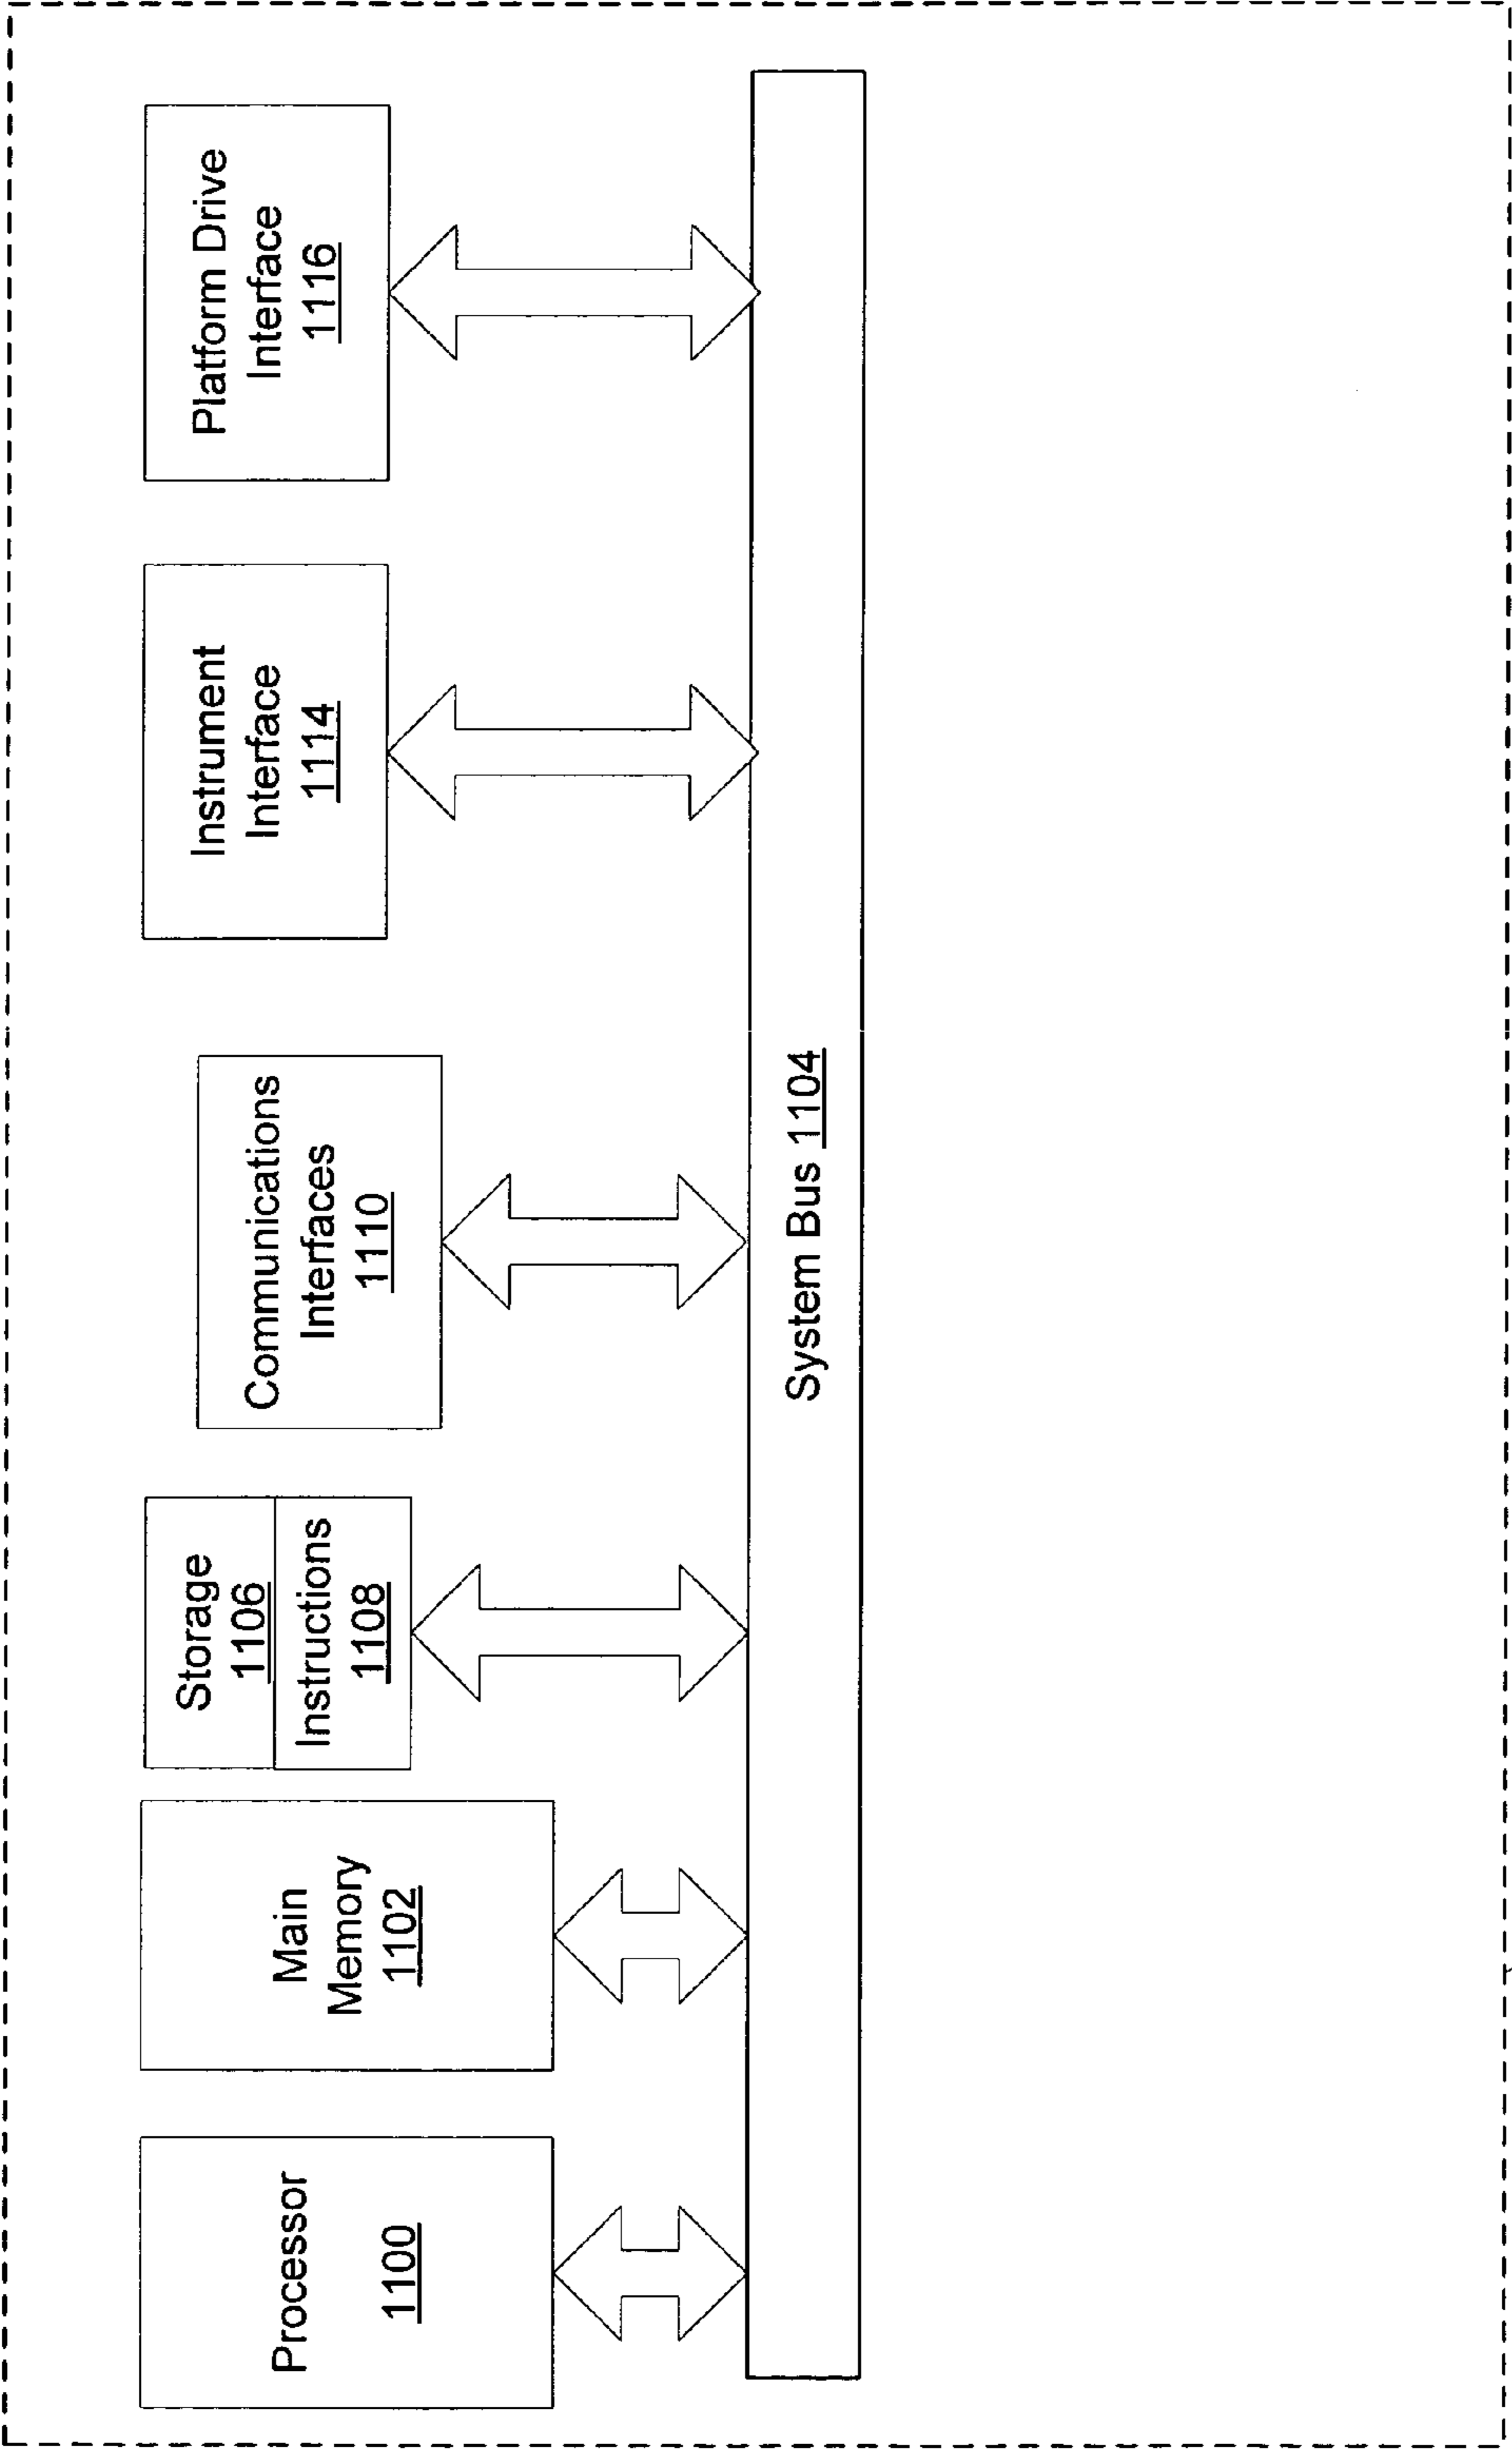 Processor
1100
Main
Memory
1102
Storage
1106
Instructions
1108
Communications
Interfaces
1110
Instrument
Interface
1114
Platform Drive
Interface
1116
System Bus 1104